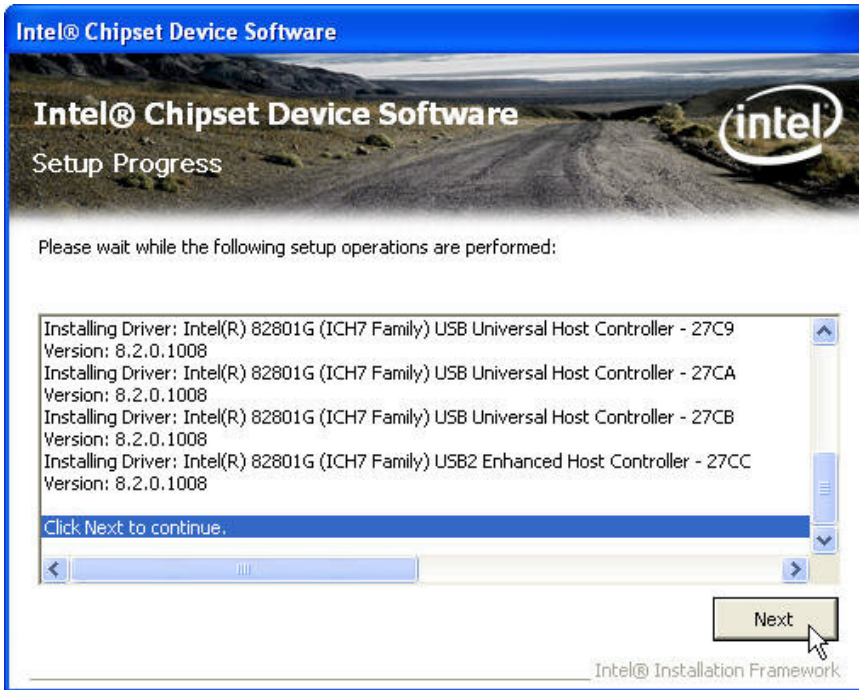 Intel® Chipset Device Software
Intel® Chipset Device Software
intel
Setup Progress
Please wait while the following setup operations are performed:
Installing Driver: Intel(R) 82801G (ICH7 Family) USB Universal Host Controller - 27C9
Version: 8.2.0.1008
Installing Driver: Intel(R) 82801G (ICH7 Family) USB Universal Host Controller - 27CA
Version: 8.2.0.1008
Installing Driver: Intel(R) 82801G (ICH7 Family) USB Universal Host Controller - 27CB
Version: 8.2.0.1008
Installing Driver: Intel(R) 82801G (ICH7 Family) USB2 Enhanced Host Controller - 27CC
Version: 8.2.0.1008
Click Next to continue.
Next
Intel® Installation Framework